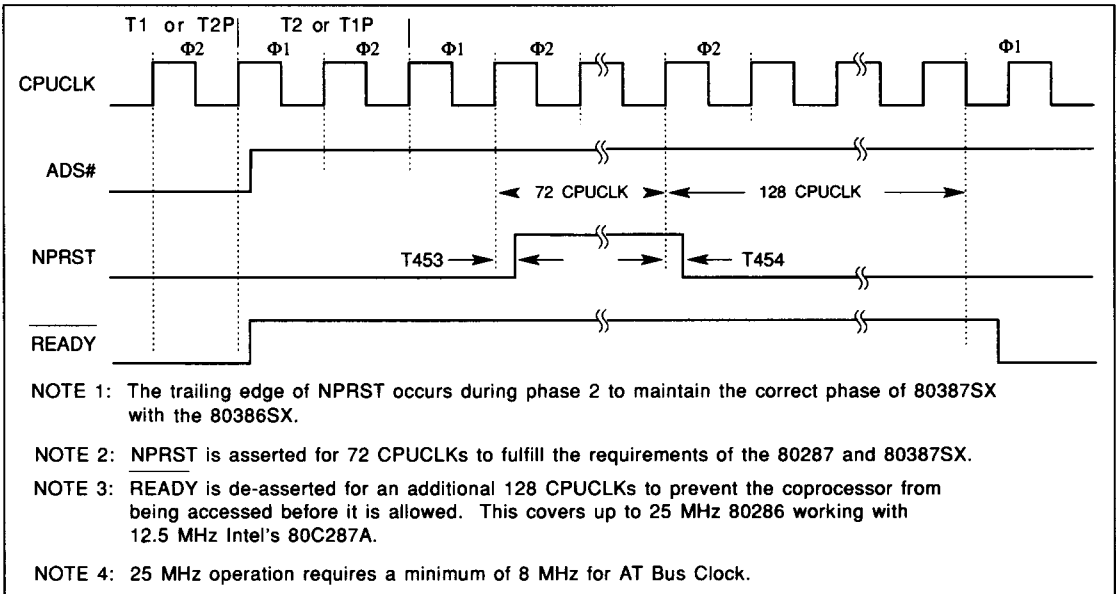 T1 or T2P T2 or T1P
Φ2 Φ1 Φ2 Φ1 Φ2 Φ2 Φ1
CPUCLK
ADS#
72 CPUCLK 128 CPUCLK
NPRST
T453 T454
READY
NOTE 1: The trailing edge of NPRST occurs during phase 2 to maintain the correct phase of 80387SX
with the 80386SX.
NOTE 2: NPRST is asserted for 72 CPUCLKs to fulfill the requirements of the 80287 and 80387SX.
NOTE 3: READY is de-asserted for an additional 128 CPUCLKs to prevent the coprocessor from
being accessed before it is allowed. This covers up to 25 MHz 80286 working with
12.5 MHz Intel's 80C287A.
NOTE 4: 25 MHz operation requires a minimum of 8 MHz for AT Bus Clock.